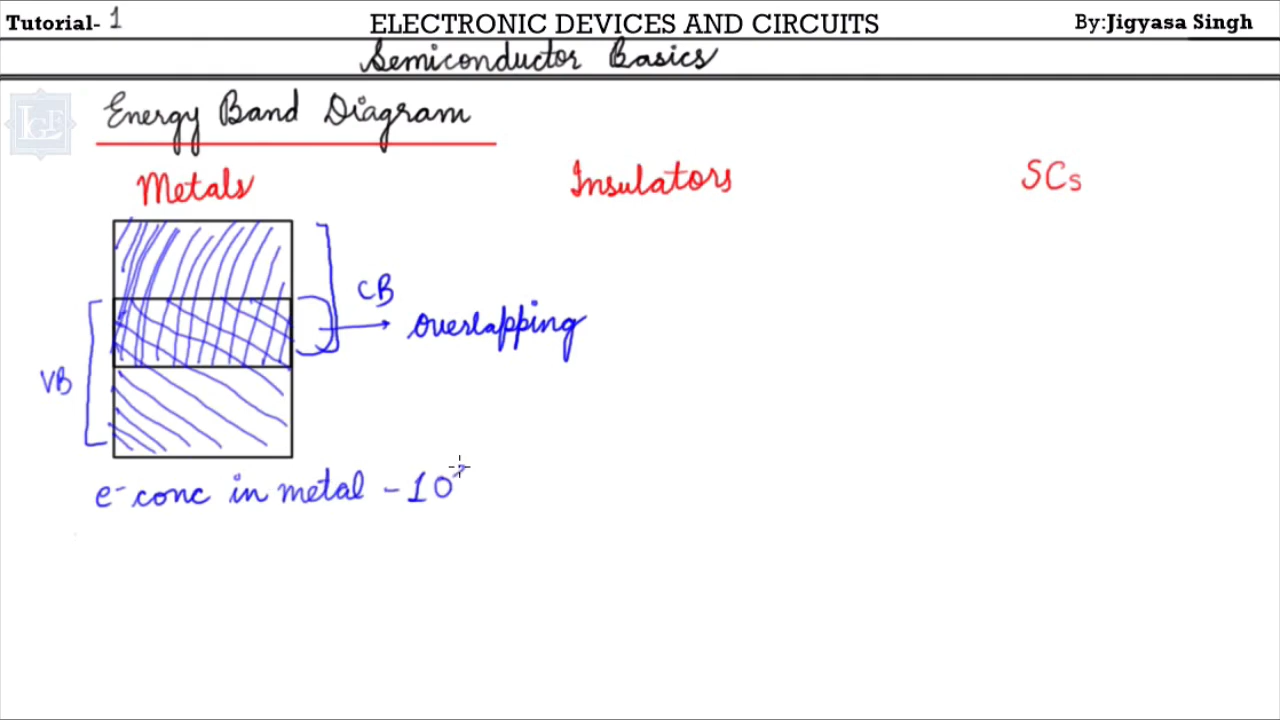 Tutorial- 1
ELECTRONIC DEVICES AND CIRCUITS
By:Jigyasa Singh
Semiconductor Basics
IGF
Energy Band Diagram
Metals
Insulators
SCs
CB
overlapping
VB
e- conc in metal - 10